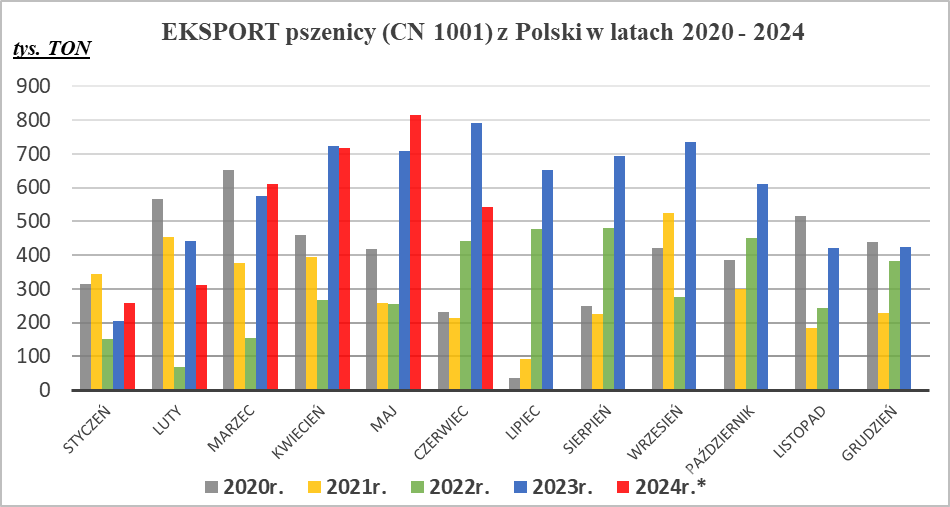 EKSPORT pszenicy (CN 1001) z Polski w latach 2020 - 2024
tys. TON
900
800
700
600
500
400
300
200
100
0
STYCZEŃ
LUTY
MARZEC
KWIECIEŃ
MAJ
CZERWIEC
LIPIEC
SIERPIEŃ
WRZESIEŃ
PAŹDZIERNIK
LISTOPAD
GRUDZIEŃ
2020r. 2021r. 2022r. 2023r. 2024r.*